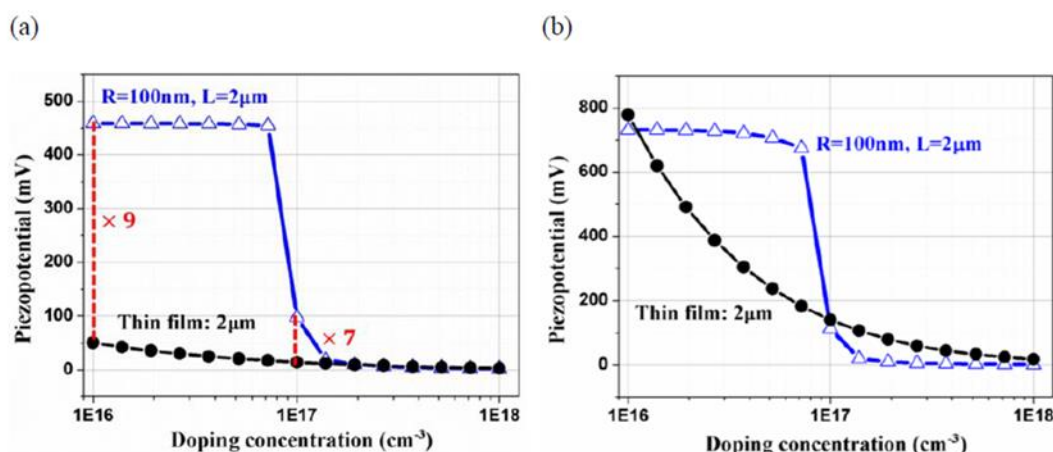 (a)
(b)
500
400
300
200
100
0
Piezopotential (mV)
R=100nm, L=2μm
× 9
Thin film: 2μm
× 7
1E16
1E17
1E18
Doping concentration (cm-3)
800
600
400
200
0
Piezopotential (mV)
R=100nm, L=2μm
Thin film: 2μm
1E16
1E17
1E18
Doping concentration (cm-3)